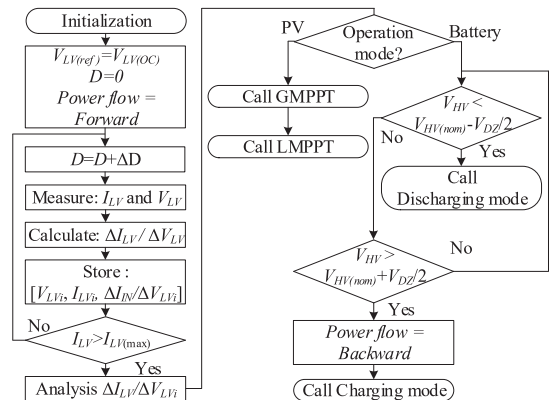 Initialization
V_LV(ref)=V_LV(OC)
D=0
Power flow =
Forward
D=D+ΔD
Measure: I_LV and V_LV
Calculate: ΔI_LV / ΔV_LV
Store :
[V_LVi, I_LVi, ΔI_IN/ΔV_LVi]
No
I_LV>I_LV(max)
Yes
Analysis ΔI_LV/ΔV_LVi
PV
Operation
mode?
Battery
Call GMPPT
Call LMPPT
V_HV <
V_HV(nom)-V_DZ/2
No
Yes
Call
Discharging mode
V_HV >
V_HV(nom)+V_DZ/2
No
Yes
Power flow =
Backward
Call Charging mode